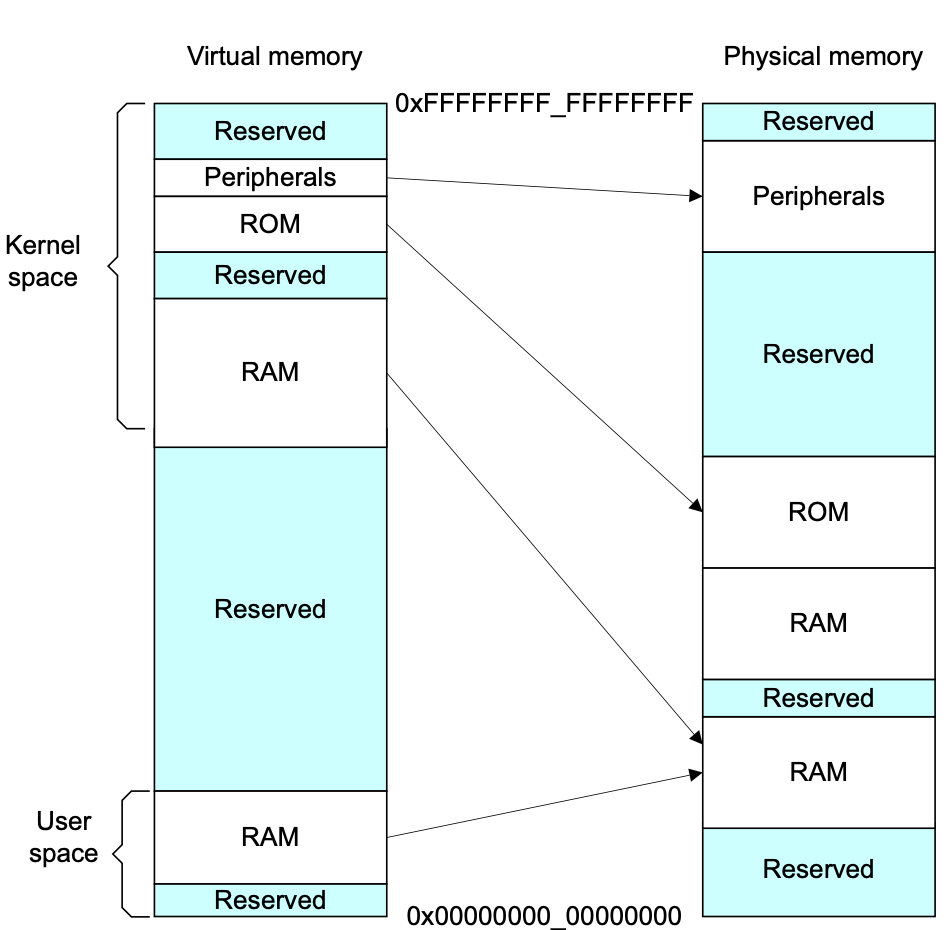 Virtual memory
Physical memory
0xFFFFFFFF_FFFFFFFF
Reserved
Peripherals
ROM
Reserved
RAM
Reserved
RAM
Reserved
Kernel
space
User
space
0x00000000_00000000
Reserved
Peripherals
Reserved
ROM
RAM
Reserved
RAM
Reserved